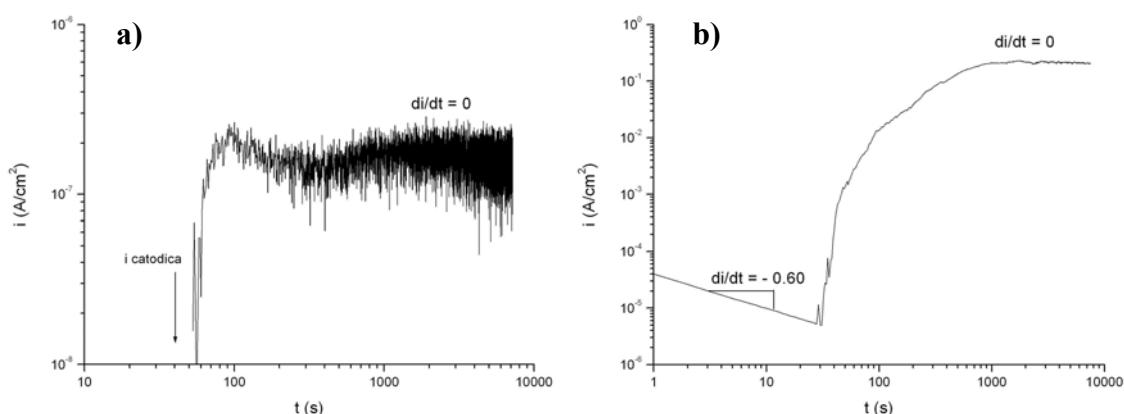 a)
10⁻⁶
10⁻⁷
10⁻⁸
i (A/cm²)
di/dt = 0
i catodica
10
100
1000
10000
t (s)
b)
10⁰
10⁻¹
10⁻²
10⁻³
10⁻⁴
10⁻⁵
10⁻⁶
i (A/cm²)
di/dt = 0
di/dt = - 0.60
1
10
100
1000
10000
t (s)